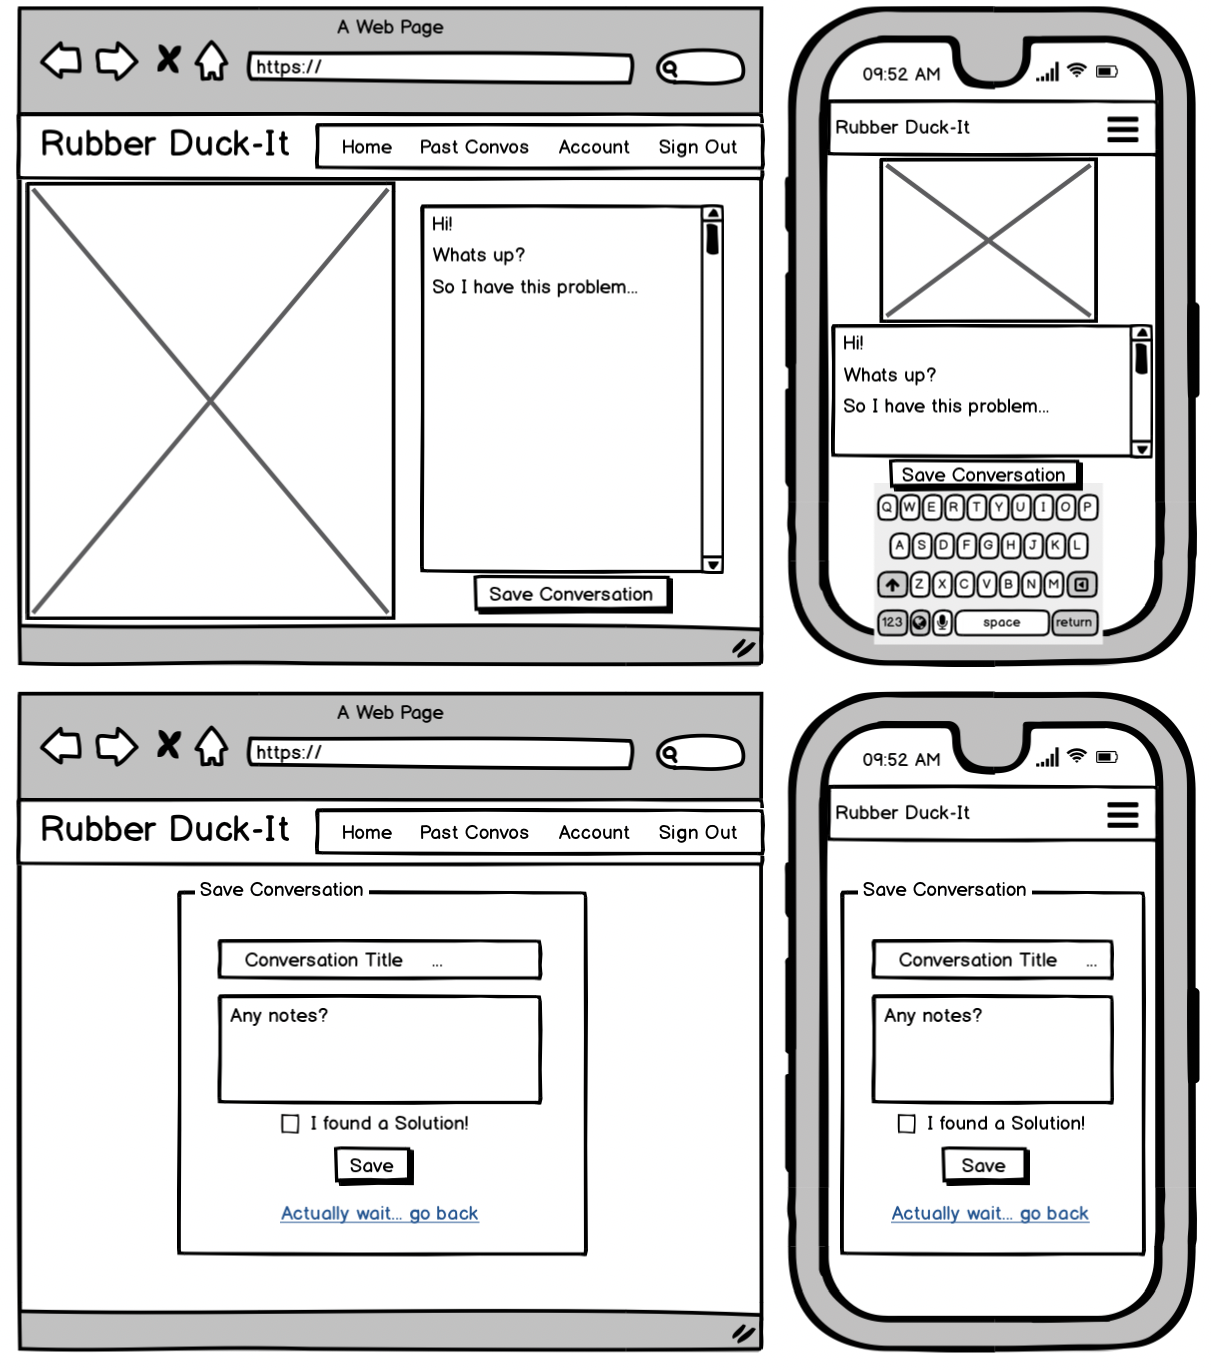 A Web Page
https://
Rubber Duck-It
Home Past Convos Account Sign Out
Hi!
Whats up?
So I have this problem...
Save Conversation
09:52 AM
Rubber Duck-It
Hi!
Whats up?
So I have this problem...
Save Conversation
Q W E R T Y U I O P
A S D F G H J K L
Z X C V B N M
123 space return
A Web Page
https://
Rubber Duck-It
Home Past Convos Account Sign Out
Save Conversation
Conversation Title ...
Any notes?
I found a Solution!
Save
Actually wait... go back
09:52 AM
Rubber Duck-It
Save Conversation
Conversation Title ...
Any notes?
I found a Solution!
Save
Actually wait... go back